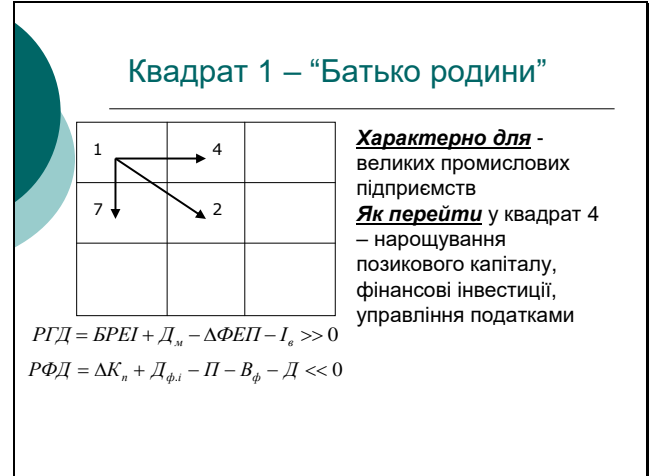 Квадрат 1 – “Батько родини”
1 4
7 2
Характерно для -
великих промислових
підприємств
Як перейти у квадрат 4
– нарощування
позикового капіталу,
фінансові інвестиції,
управління податками
РГД = БРЕІ + Д_м − ΔФЕП − І_в >> 0
РФД = ΔК_п + Д_ф.і − П − В_ф − Д << 0